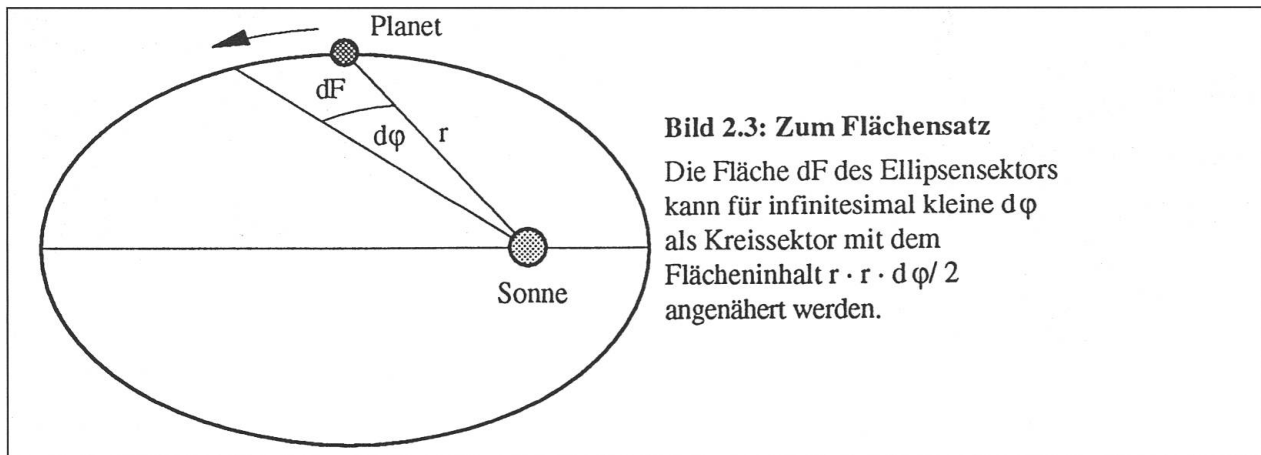 Planet
dF
dφ
r
Sonne
Bild 2.3: Zum Flächensatz
Die Fläche dF des Ellipsensektors
kann für infinitesimal kleine dφ
als Kreissektor mit dem
Flächeninhalt r · r · dφ/ 2
angenähert werden.